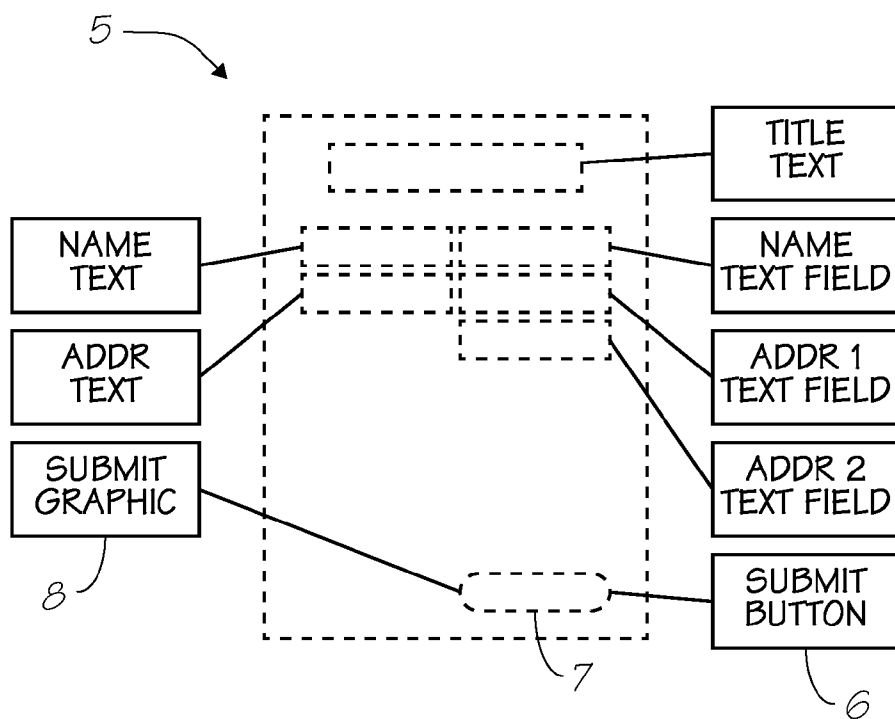 5
TITLE
TEXT
NAME
TEXT
NAME
TEXT FIELD
ADDR
TEXT
ADDR 1
TEXT FIELD
SUBMIT
GRAPHIC
ADDR 2
TEXT FIELD
8
SUBMIT
BUTTON
7
6